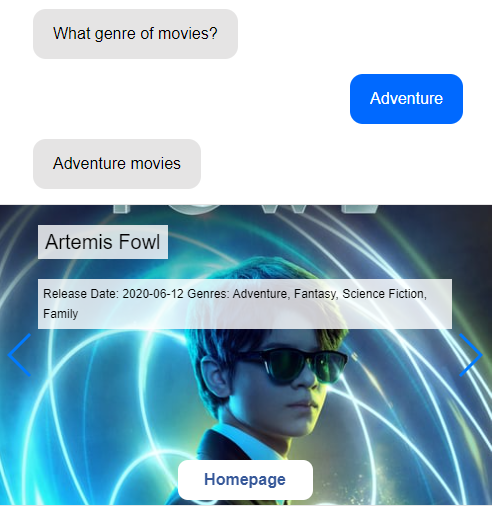 What genre of movies?
Adventure
Adventure movies
Artemis Fowl
Release Date: 2020-06-12 Genres: Adventure, Fantasy, Science Fiction,
Family
Homepage